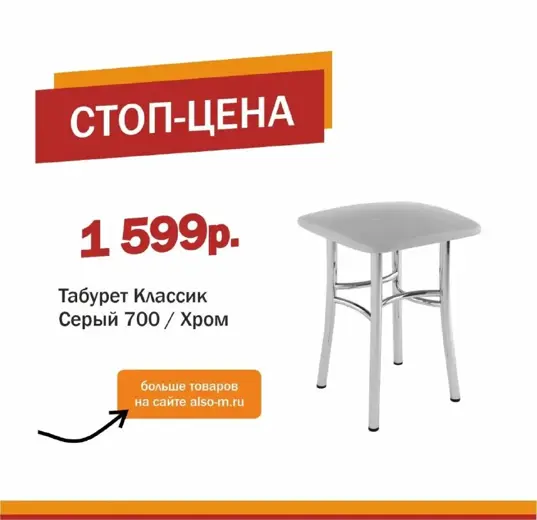 СТОП-ЦЕНА
1 599р.
Табурет Классик
Серый 700 / Хром
больше товаров
на сайте also-m.ru